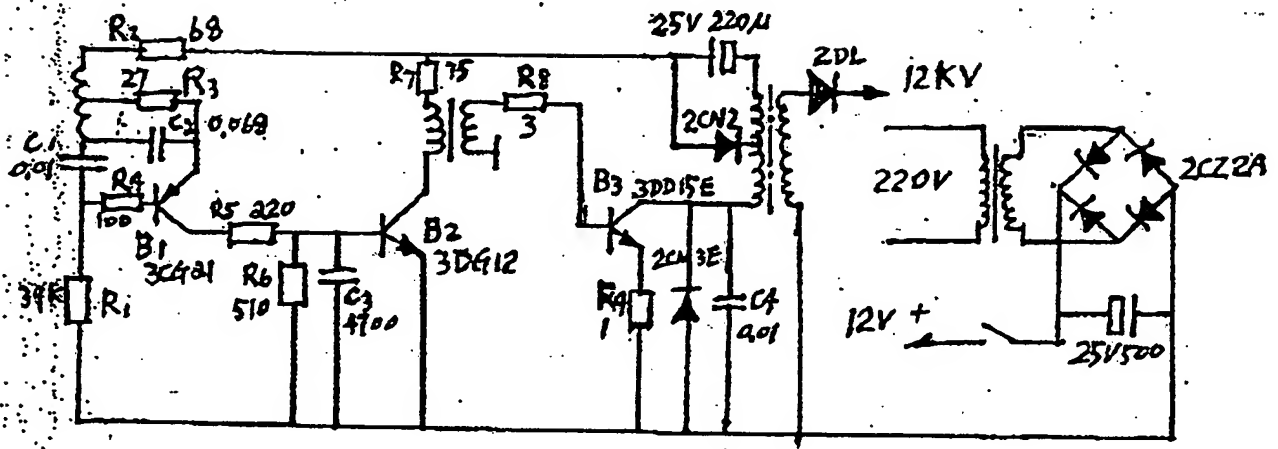 R2 68
27 R3
C2 0.068
C1
0.01
R4
100
B1
3CG21
R1
R5 220
R6
510
C3
4700
R7 75
B2
3DG12
R8
3
B3
3DD15E
2CN3E
1
C4
0.01
25V 220μ
2CN2
2DL
12KV
220V
2CZ2A
12V +
25V500